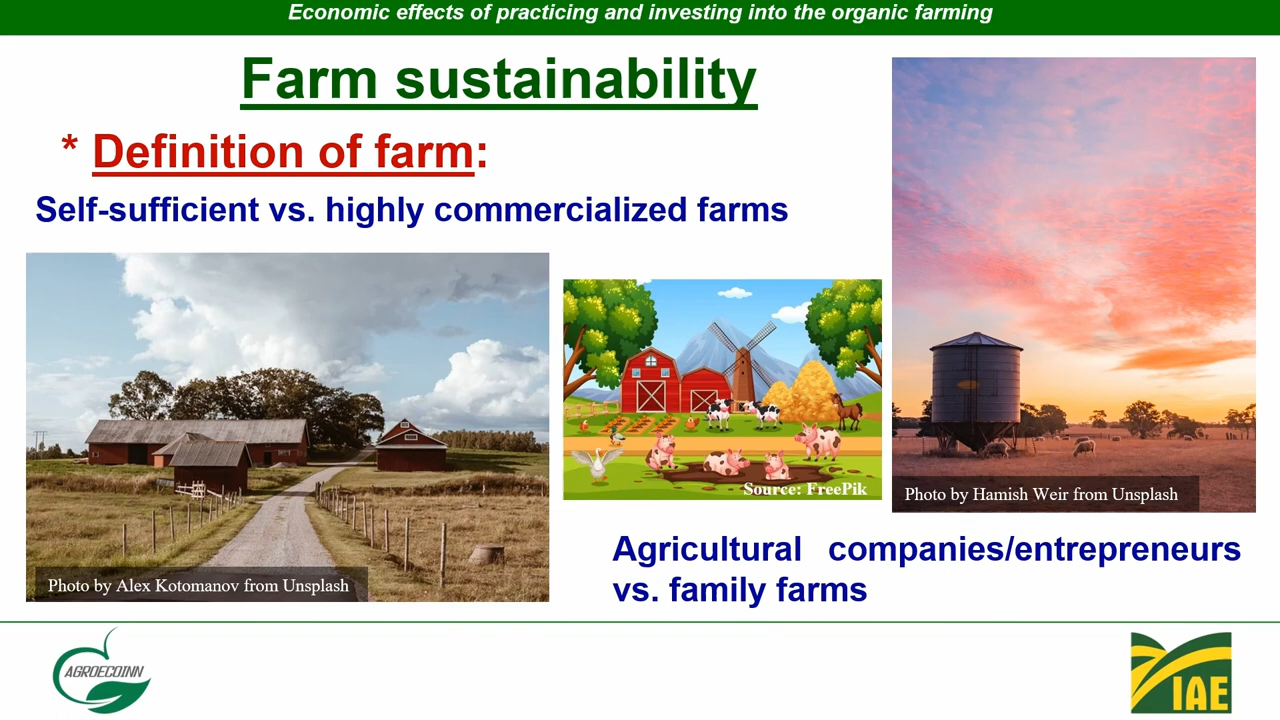 Economic effects of practicing and investing into the organic farming
Farm sustainability
* Definition of farm:
Self-sufficient vs. highly commercialized farms
Photo by Alex Kotomanov from Unsplash
Source: FreePik
Photo by Hamish Weir from Unsplash
Agricultural companies/entrepreneurs
vs. family farms
AGROECOINN
IAE